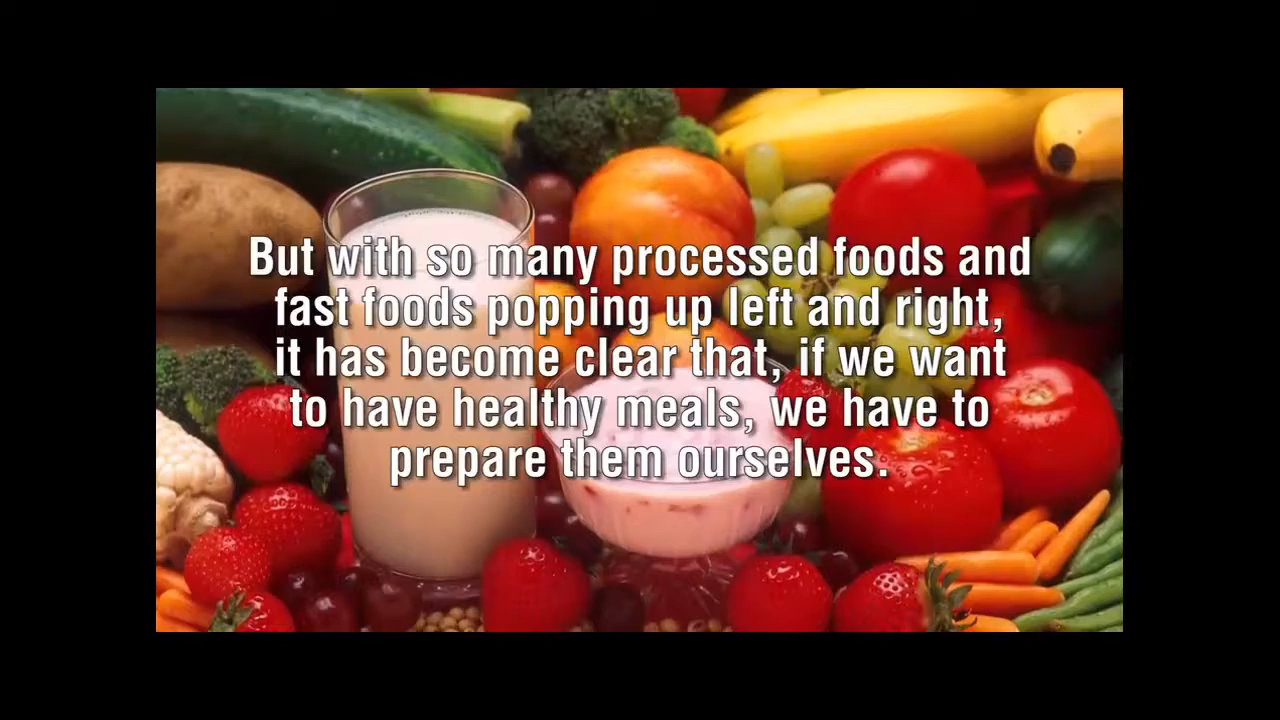 But with so many processed foods and
fast foods popping up left and right,
it has become clear that, if we want
to have healthy meals, we have to
prepare them ourselves.